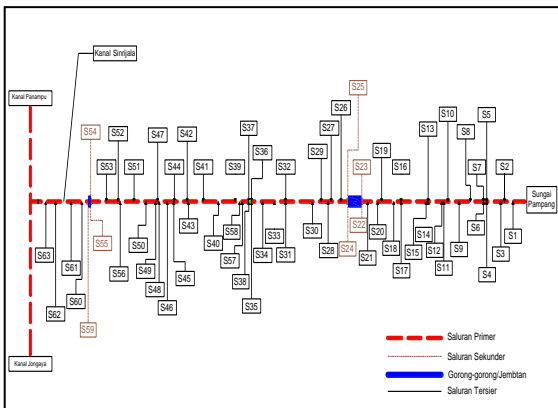 Kanal Sinrijala
Kanal Panampu
S25
S54
S52
S47
S42
S37
S26
S10
S5
S36
S27
S13
S8
S53
S51
S44
S41
S39
S32
S29
S23
S19
S16
S7
S2
Sungai
Pampang
S22
S55
S50
S43
S40
S58
S30
S20
S14
S6
S1
S63
S61
S56
S49
S45
S57
S34
S33
S31
S28
S24
S21
S18
S15
S12
S9
S3
S62
S60
S48
S46
S38
S17
S11
S4
S59
S35
Kanal Jongaya
Saluran Primer
Saluran Sekunder
Gorong-gorong/Jembtan
Saluran Tersier